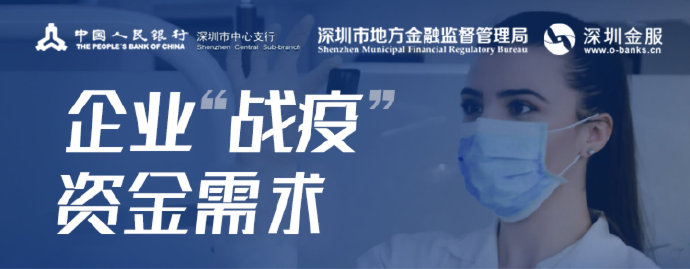 中国人民银行 深圳市中心支行
THE PEOPLE'S BANK OF CHINA Shenzhen Central Sub-branch
深圳市地方金融监督管理局
Shenzhen Municipal Financial Regulatory Bureau
深圳金服
www.o-banks.cn
企业“战疫”
资金需求